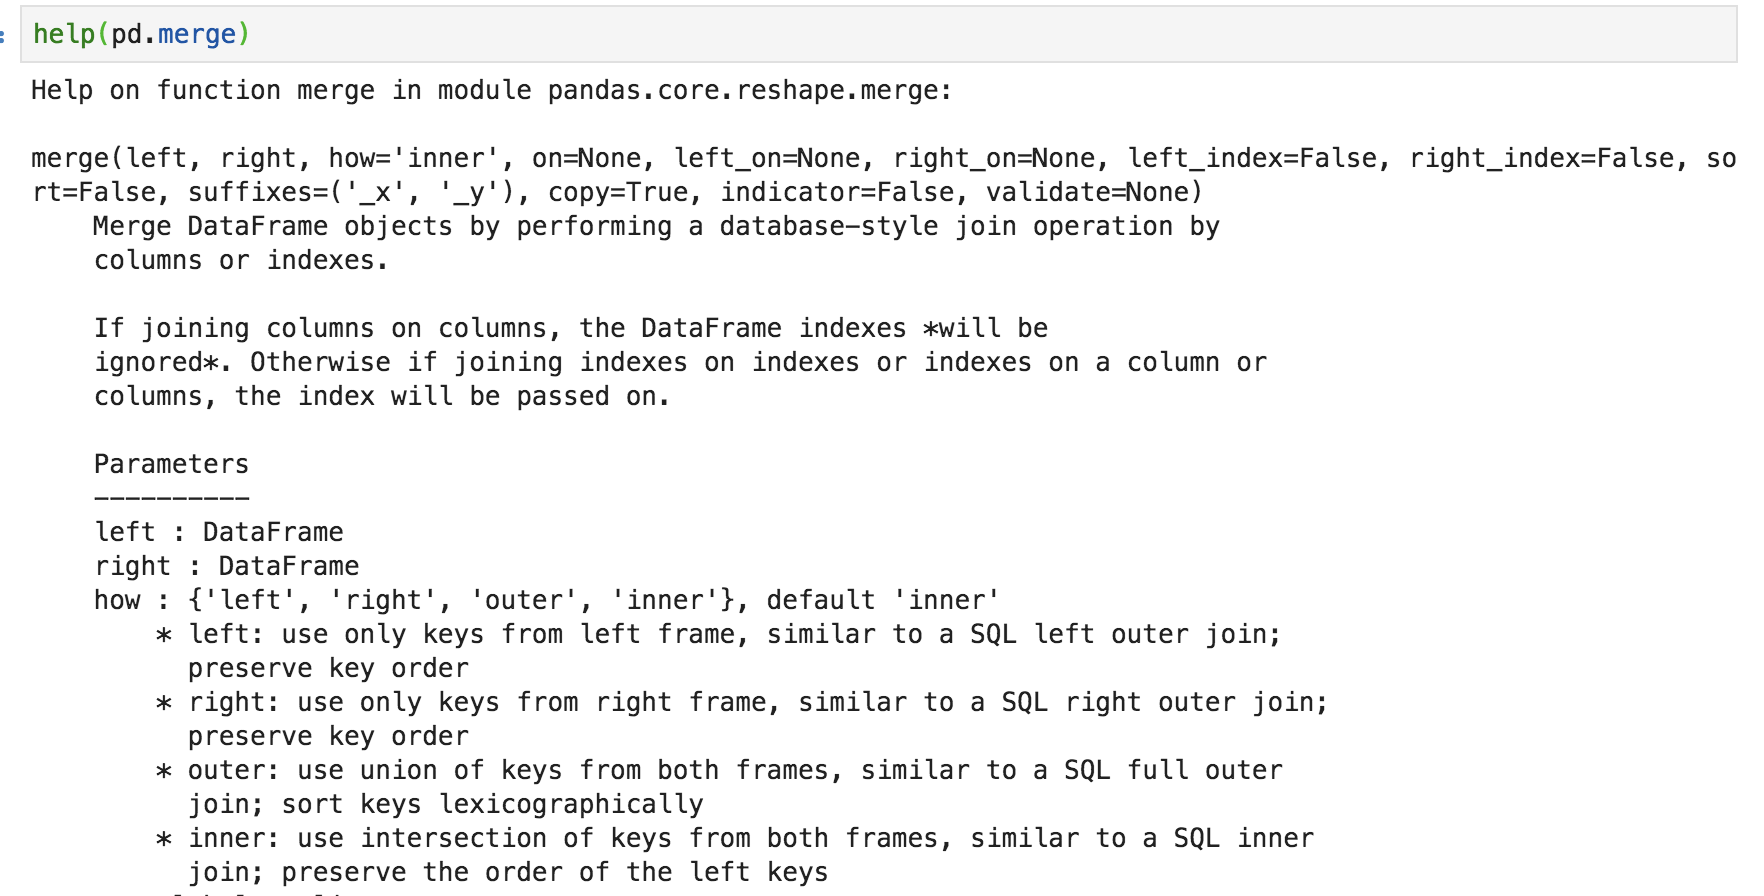 help(pd.merge)
Help on function merge in module pandas.core.reshape.merge:
merge(left, right, how='inner', on=None, left_on=None, right_on=None, left_index=False, right_index=False, so
rt=False, suffixes=('_x', '_y'), copy=True, indicator=False, validate=None)
Merge DataFrame objects by performing a database-style join operation by
columns or indexes.
If joining columns on columns, the DataFrame indexes *will be
ignored*. Otherwise if joining indexes on indexes or indexes on a column or
columns, the index will be passed on.
Parameters
----------
left : DataFrame
right : DataFrame
how : {'left', 'right', 'outer', 'inner'}, default 'inner'
* left: use only keys from left frame, similar to a SQL left outer join;
preserve key order
* right: use only keys from right frame, similar to a SQL right outer join;
preserve key order
* outer: use union of keys from both frames, similar to a SQL full outer
join; sort keys lexicographically
* inner: use intersection of keys from both frames, similar to a SQL inner
join; preserve the order of the left keys